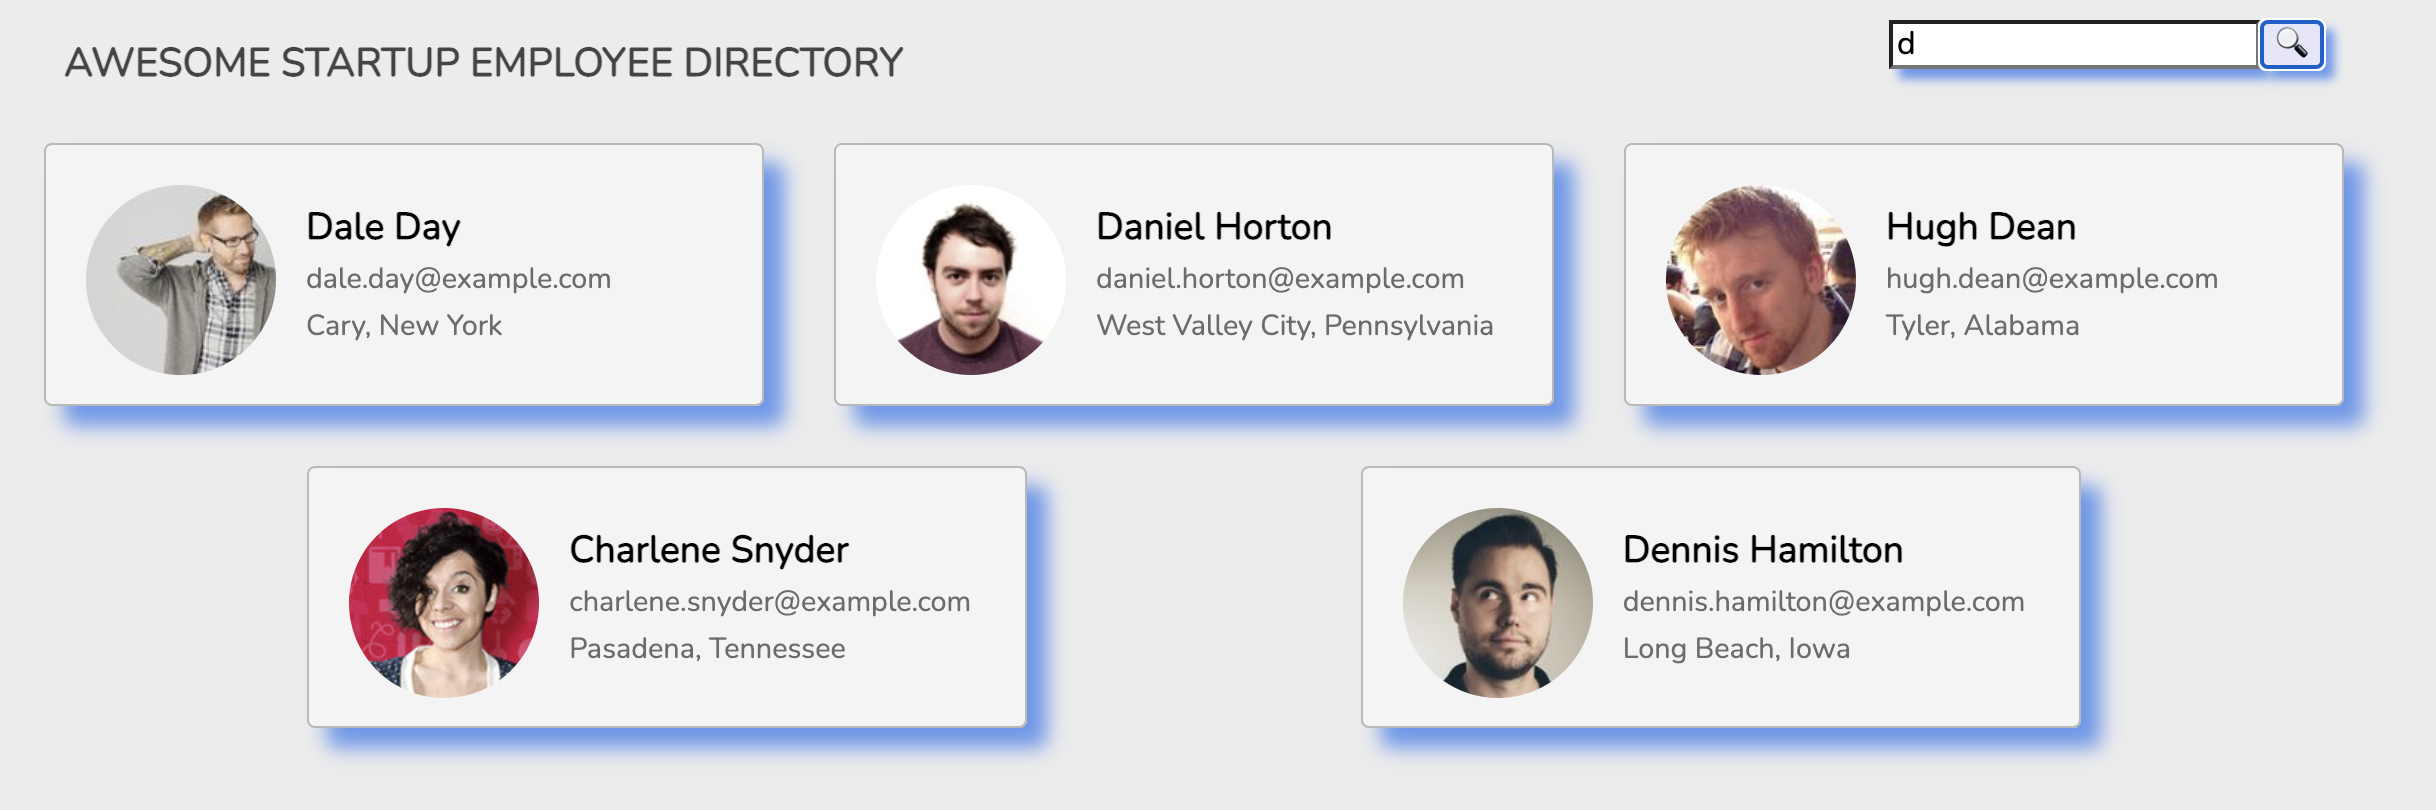 AWESOME STARTUP EMPLOYEE DIRECTORY
d
Dale Day
dale.day@example.com
Cary, New York
Daniel Horton
daniel.horton@example.com
West Valley City, Pennsylvania
Hugh Dean
hugh.dean@example.com
Tyler, Alabama
Charlene Snyder
charlene.snyder@example.com
Pasadena, Tennessee
Dennis Hamilton
dennis.hamilton@example.com
Long Beach, Iowa